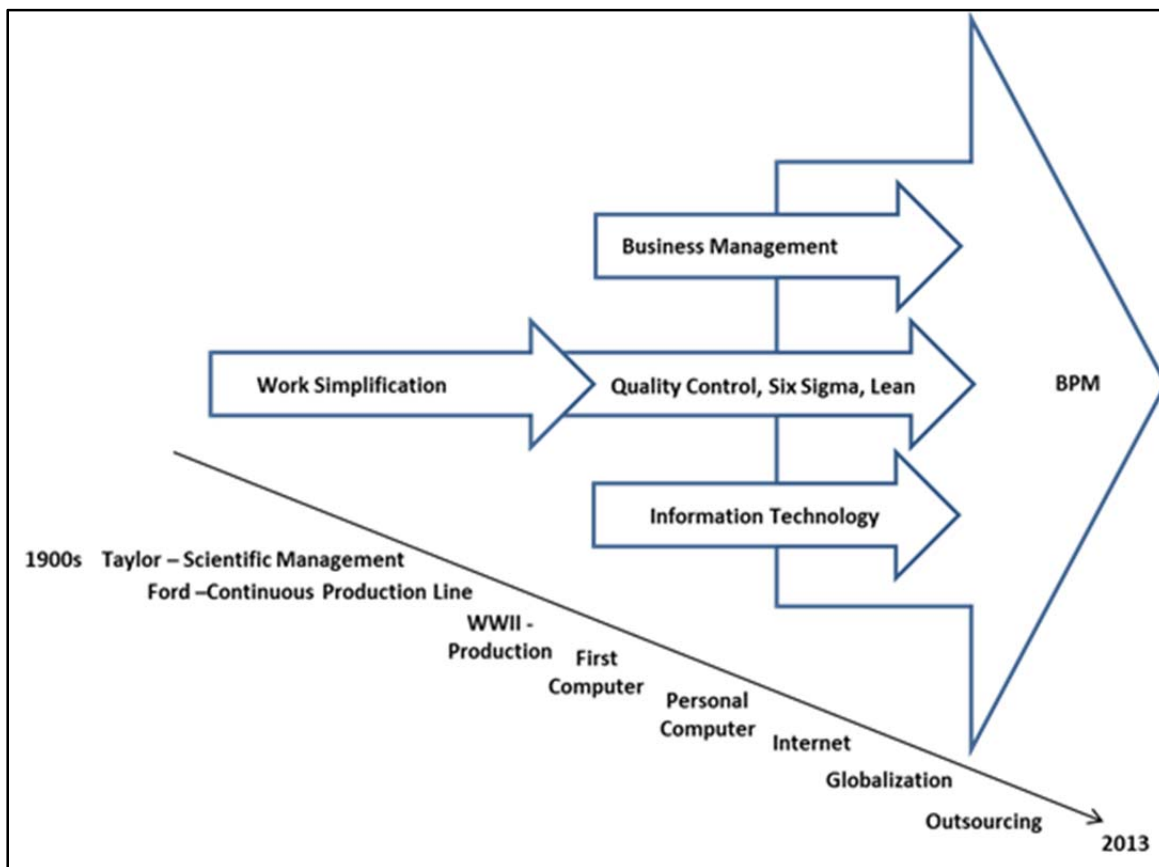 Business Management
Work Simplification
Quality Control, Six Sigma, Lean
BPM
Information Technology
1900s Taylor – Scientific Management
Ford –Continuous Production Line
WWII -
Production
First
Computer
Personal
Computer
Internet
Globalization
Outsourcing
2013